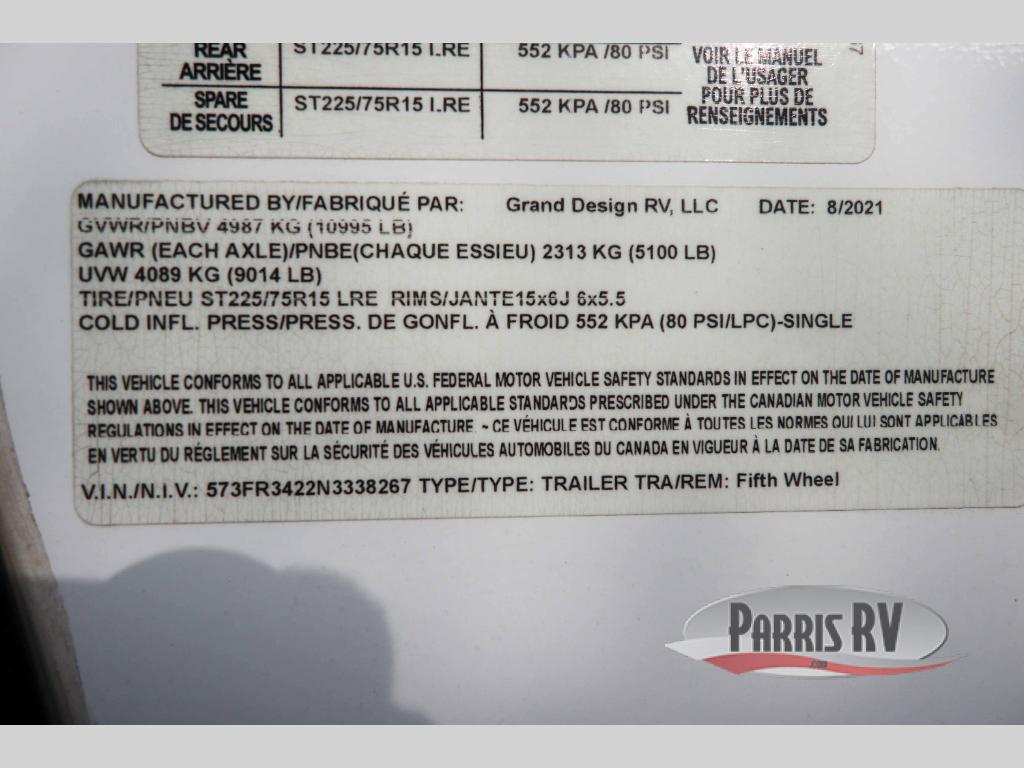 REAR ST225/75R15 LRE 552 KPA /80 PSI VOIR LE MANUEL
ARRIÈRE DE L'USAGER
SPARE ST225/75R15 LRE 552 KPA /80 PSI POUR PLUS DE
DE SECOURS RENSEIGNEMENTS
MANUFACTURED BY/FABRIQUÉ PAR: Grand Design RV, LLC DATE: 8/2021
GVWR/PNBV 4987 KG (10995 LB)
GAWR (EACH AXLE)/PNBE(CHAQUE ESSIEU) 2313 KG (5100 LB)
UVW 4089 KG (9014 LB)
TIRE/PNEU ST225/75R15 LRE RIMS/JANTE15x6J 6x5.5
COLD INFL. PRESS/PRESS. DE GONFL. À FROID 552 KPA (80 PSI/LPC)-SINGLE
THIS VEHICLE CONFORMS TO ALL APPLICABLE U.S. FEDERAL MOTOR VEHICLE SAFETY STANDARDS IN EFFECT ON THE DATE OF MANUFACTURE
SHOWN ABOVE. THIS VEHICLE CONFORMS TO ALL APPLICABLE STANDARDS PRESCRIBED UNDER THE CANADIAN MOTOR VEHICLE SAFETY
REGULATIONS IN EFFECT ON THE DATE OF MANUFACTURE. ~ CE VÉHICULE EST CONFORME À TOUTES LES NORMES QUI LUI SONT APPLICABLES
EN VERTU DU RÉGLEMENT SUR LA SÉCURITÉ DES VÉHICULES AUTOMOBILES DU CANADA EN VIGUEUR À LA DATE DE SA FABRICATION.
V.I.N./N.I.V.: 573FR3422N3338267 TYPE/TYPE: TRAILER TRA/REM: Fifth Wheel
PARRIS RV
.com